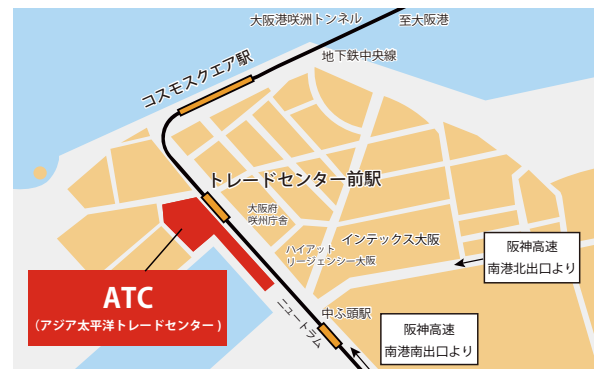 大阪港咲洲トンネル
至大阪港
地下鉄中央線
コスモスクエア駅
トレードセンター前駅
大阪府
咲州庁舎
ハイアット
リージェンシー大阪
インテックス大阪
阪神高速
南港北出口より
ATC
(アジア太平洋トレードセンター)
ニュートラム
中ふ頭駅
阪神高速
南港南出口より